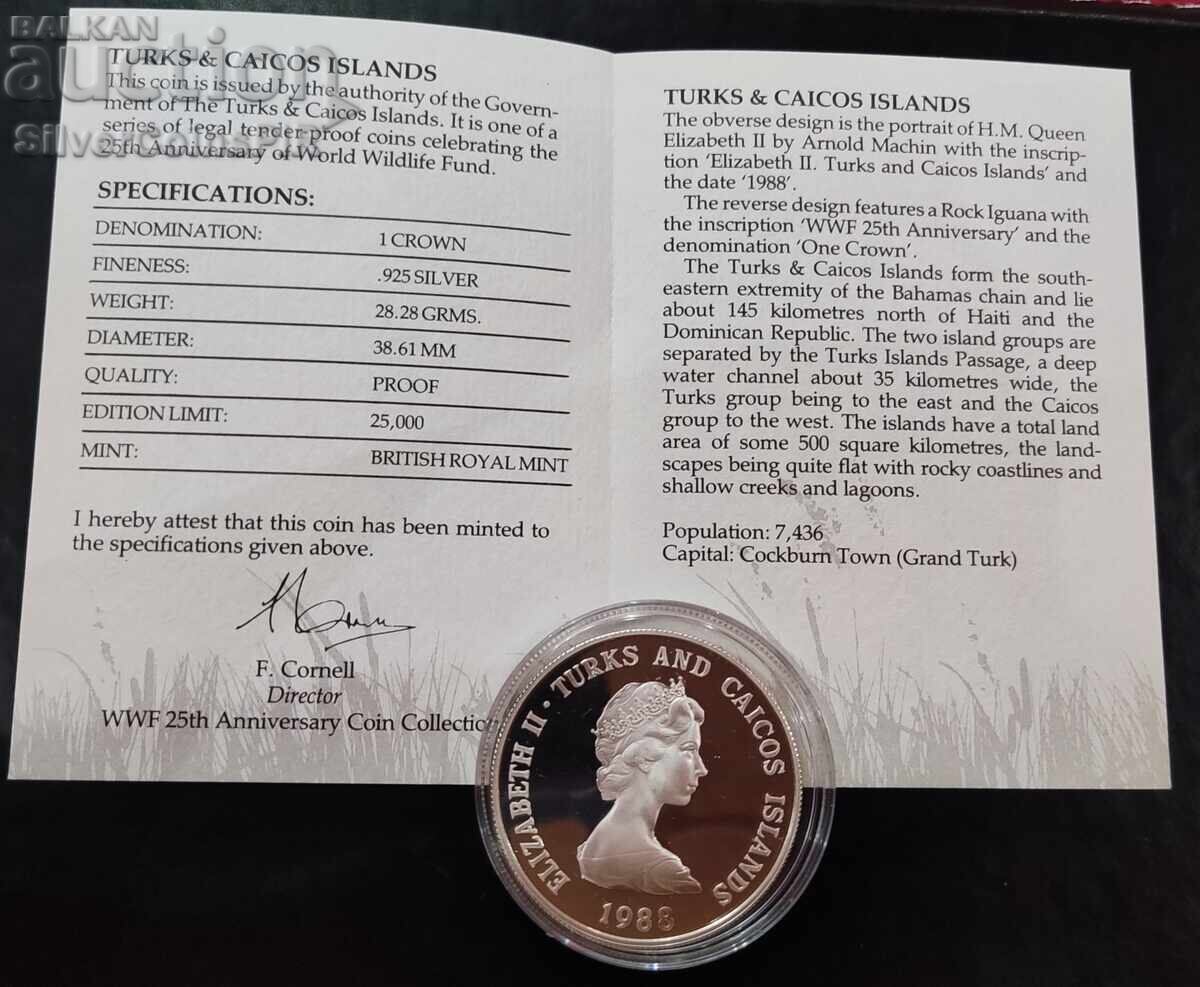 BALKAN
auction
SilverCoinsPlv
TURKS & CAICOS ISLANDS
This coin is issued by the authority of the Govern-
ment of The Turks & Caicos Islands. It is one of a
series of legal tender proof coins celebrating the
25th Anniversary of World Wildlife Fund.
SPECIFICATIONS:
DENOMINATION: 1 CROWN
FINENESS: .925 SILVER
WEIGHT: 28.28 GRMS.
DIAMETER: 38.61 MM
QUALITY: PROOF
EDITION LIMIT: 25,000
MINT: BRITISH ROYAL MINT
I hereby attest that this coin has been minted to
the specifications given above.
F. Cornell
Director
WWF 25th Anniversary Coin Collectio
TURKS & CAICOS ISLANDS
The obverse design is the portrait of H.M. Queen
Elizabeth II by Arnold Machin with the inscrip-
tion 'Elizabeth II. Turks and Caicos Islands' and
the date '1988'.
The reverse design features a Rock Iguana with
the inscription 'WWF 25th Anniversary' and the
denomination 'One Crown'.
The Turks & Caicos Islands form the south-
eastern extremity of the Bahamas chain and lie
about 145 kilometres north of Haiti and the
Dominican Republic. The two island groups are
separated by the Turks Islands Passage, a deep
water channel about 35 kilometres wide, the
Turks group being to the east and the Caicos
group to the west. The islands have a total land
area of some 500 square kilometres, the land-
scapes being quite flat with rocky coastlines and
shallow creeks and lagoons.
Population: 7,436
Capital: Cockburn Town (Grand Turk)
ELIZABETH II · TURKS AND CAICOS ISLANDS
1988